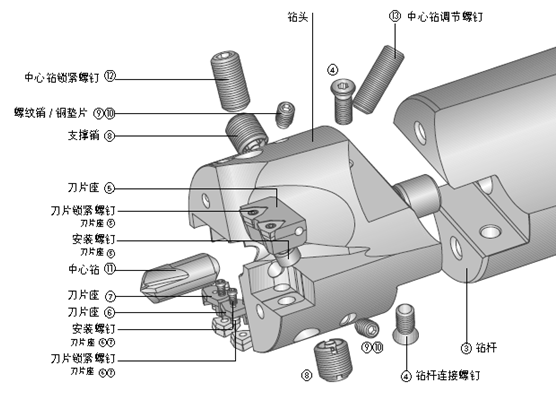 钻头
⑬ 中心钻调节螺钉
④
中心钻锁紧螺钉 ⑫
螺纹销 / 铜垫片 ⑨⑩
支撑销 ⑧
刀片座 ⑤
刀片锁紧螺钉
刀片座 ⑤
安装螺钉
刀片座 ⑤
中心钻 ⑪
刀片座 ⑦
刀片座 ⑥
安装螺钉
刀片座 ⑥⑦
刀片锁紧螺钉
刀片座 ⑥⑦
⑧
⑨⑩
③ 钻杆
④ 钻杆连接螺钉